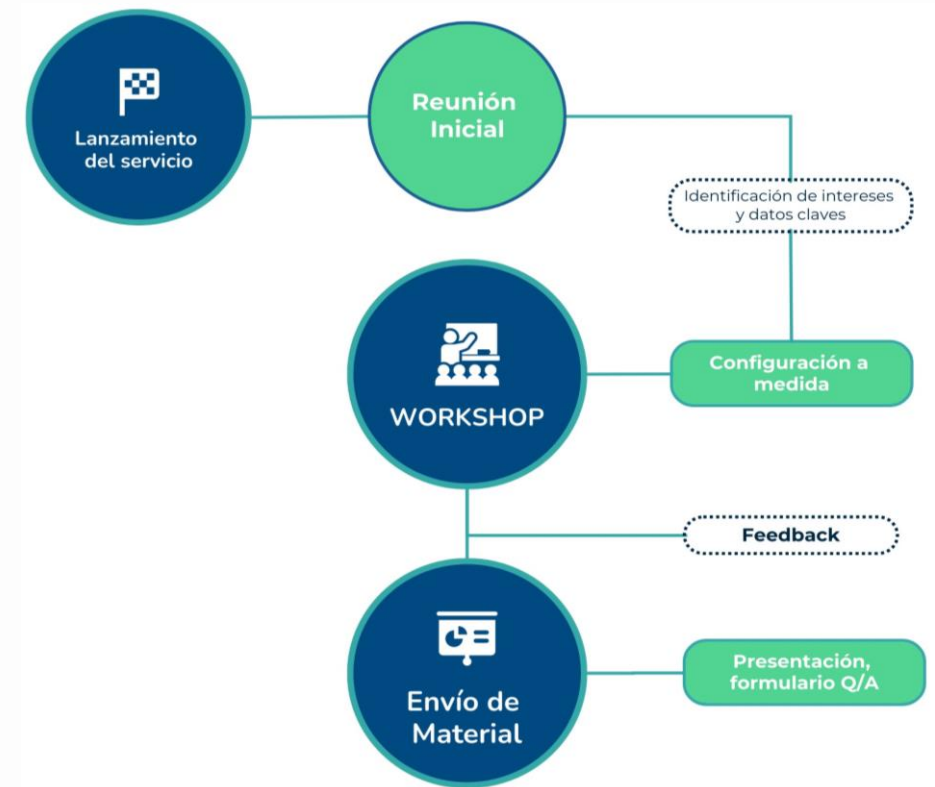 Lanzamiento
del servicio
Reunión
Inicial
Identificación de intereses
y datos claves
Configuración a
medida
WORKSHOP
Feedback
Envío de
Material
Presentación,
formulario Q/A